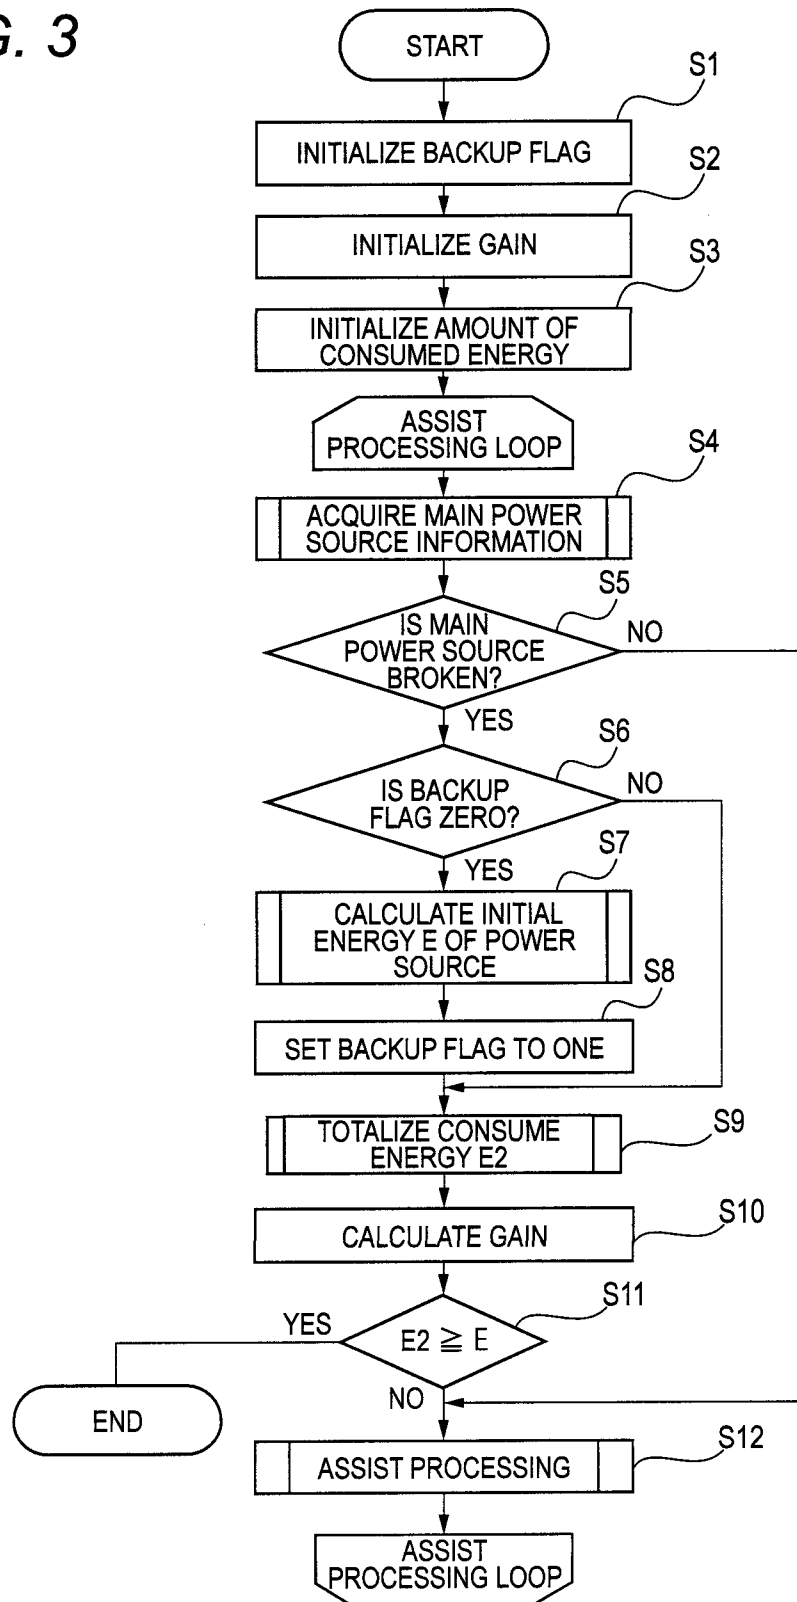 G. 3
START
S1
INITIALIZE BACKUP FLAG
S2
INITIALIZE GAIN
S3
INITIALIZE AMOUNT OF
CONSUMED ENERGY
ASSIST
PROCESSING LOOP
S4
ACQUIRE MAIN POWER
SOURCE INFORMATION
S5
IS MAIN
POWER SOURCE
BROKEN?
NO
YES
S6
IS BACKUP
FLAG ZERO?
NO
YES
S7
CALCULATE INITIAL
ENERGY E OF POWER
SOURCE
S8
SET BACKUP FLAG TO ONE
TOTALIZE CONSUME
ENERGY E2
S9
CALCULATE GAIN
S10
S11
YES
E2 ≧ E
NO
END
ASSIST PROCESSING
S12
ASSIST
PROCESSING LOOP